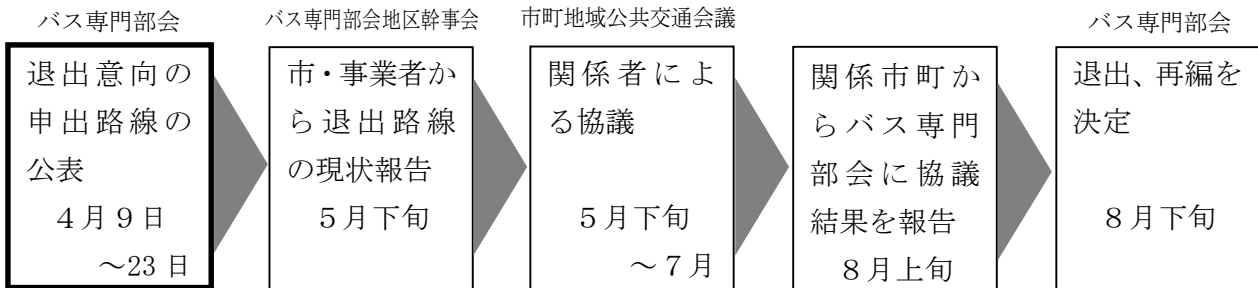 バス専門部会
退出意向の
申出路線の
公表
４月９日
～23 日
バス専門部会地区幹事会
市・事業者か
ら退出路線
の現状報告
５月下旬
市町地域公共交通会議
関係者によ
る協議
５月下旬
～７月
関係市町か
らバス専門
部会に協議
結果を報告
８月上旬
バス専門部会
退出、再編を
決定
８月下旬